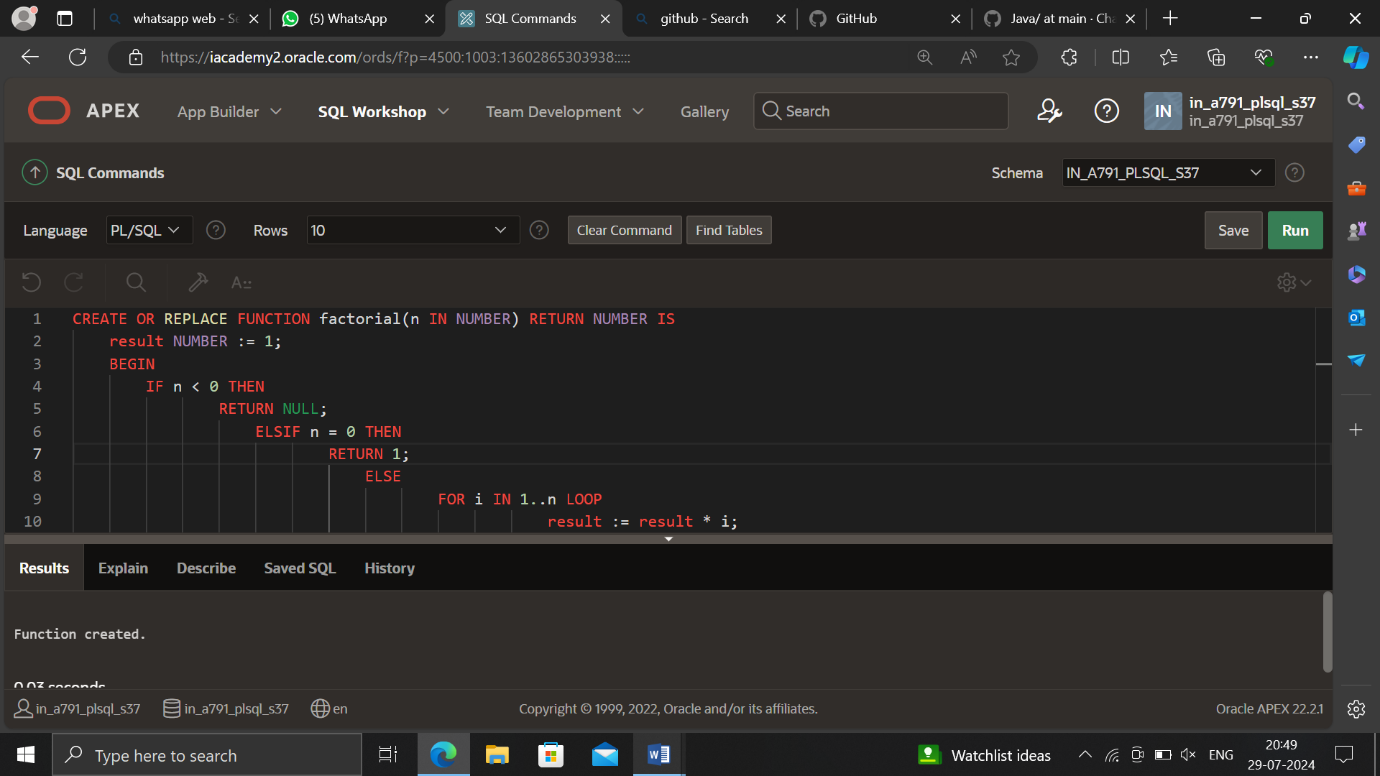 whatsapp web - Se
(5) WhatsApp
SQL Commands
github - Search
GitHub
Java/ at main · Cha
https://iacademy2.oracle.com/ords/f?p=4500:1003:13602865303938:::::
APEX
App Builder
SQL Workshop
Team Development
Gallery
Search
IN
in_a791_plsql_s37
in_a791_plsql_s37
SQL Commands
Schema
IN_A791_PLSQL_S37
Language
PL/SQL
Rows
10
Clear Command
Find Tables
Save
Run
A::
1 CREATE OR REPLACE FUNCTION factorial(n IN NUMBER) RETURN NUMBER IS
2 result NUMBER := 1;
3 BEGIN
4 IF n < 0 THEN
5 RETURN NULL;
6 ELSIF n = 0 THEN
7 RETURN 1;
8 ELSE
9 FOR i IN 1..n LOOP
10 result := result * i;
Results
Explain
Describe
Saved SQL
History
Function created.
0.03 seconds
in_a791_plsql_s37
in_a791_plsql_s37
en
Copyright © 1999, 2022, Oracle and/or its affiliates.
Oracle APEX 22.2.1
Type here to search
Watchlist ideas
ENG
20:49
29-07-2024